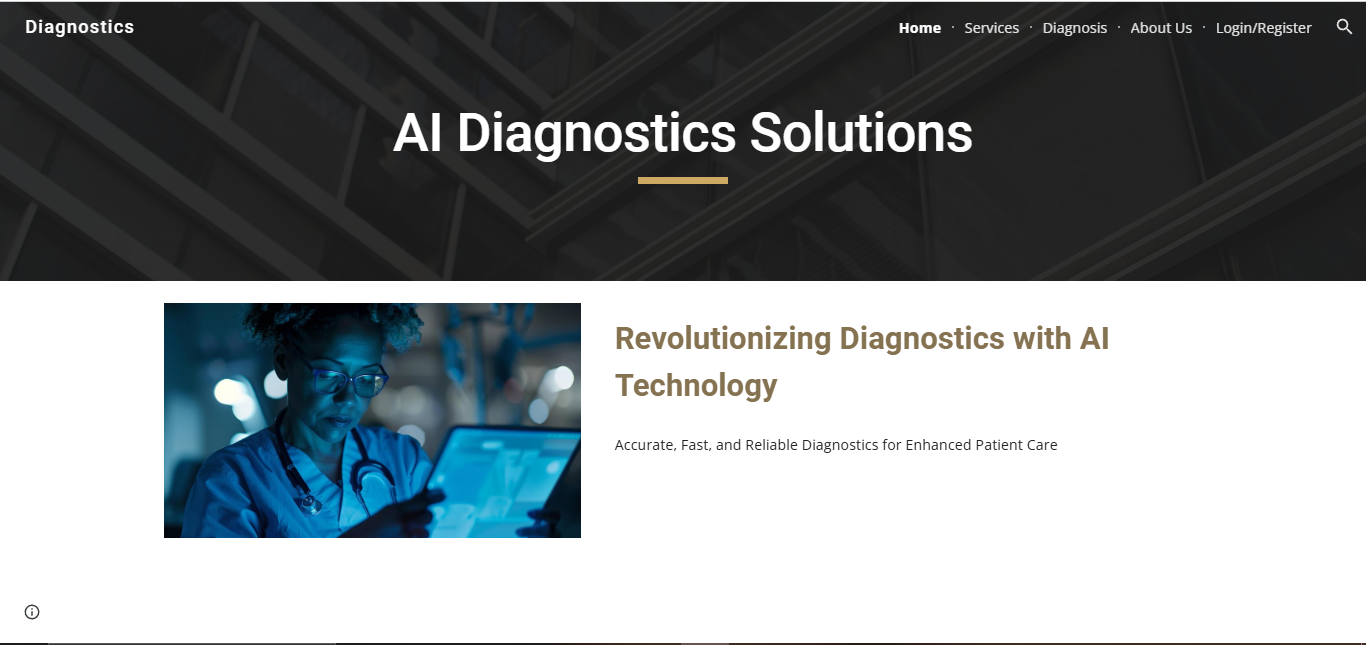 Diagnostics
Home · Services · Diagnosis · About Us · Login/Register
AI Diagnostics Solutions
Revolutionizing Diagnostics with AI
Technology
Accurate, Fast, and Reliable Diagnostics for Enhanced Patient Care